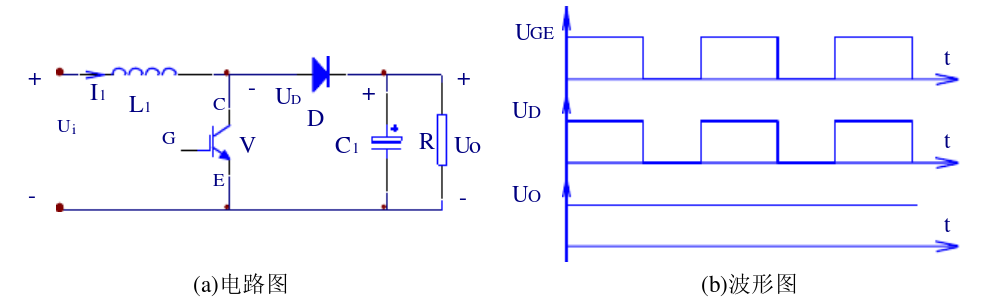 +
I1
L1
Ui
-
C
G
V
E
-
UD
D
+
C1
R
+
Uo
-
(a)电路图
UGE
t
UD
t
UO
t
(b)波形图